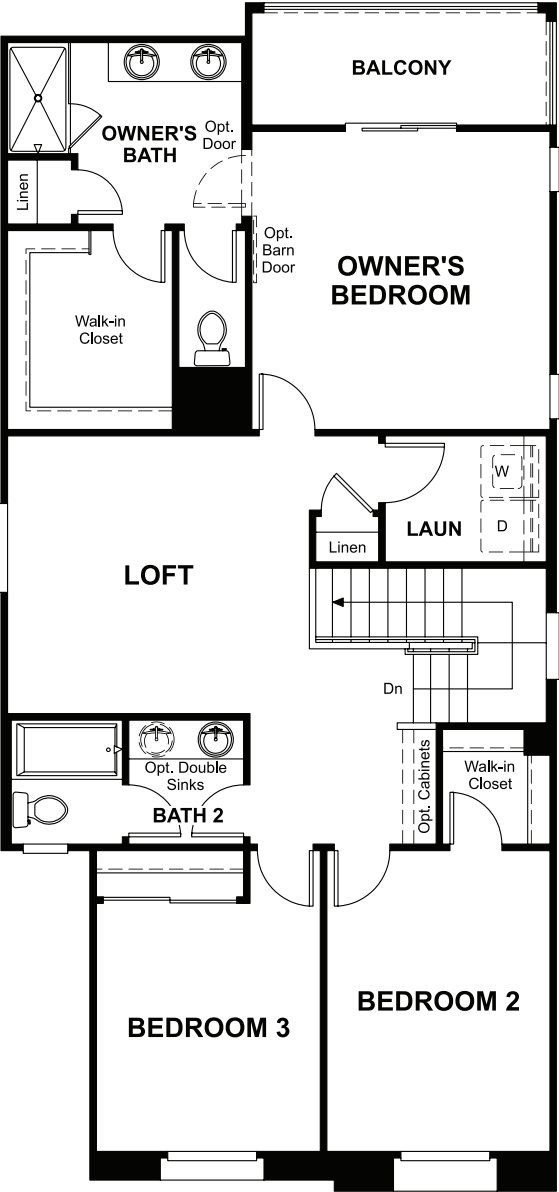 BALCONY
OWNER'S
BATH
Opt.
Door
Linen
Opt.
Barn
Door
OWNER'S
BEDROOM
Walk-in
Closet
W
D
LAUN
Linen
LOFT
Dn
Opt. Cabinets
Walk-in
Closet
Opt. Double
Sinks
BATH 2
BEDROOM 2
BEDROOM 3